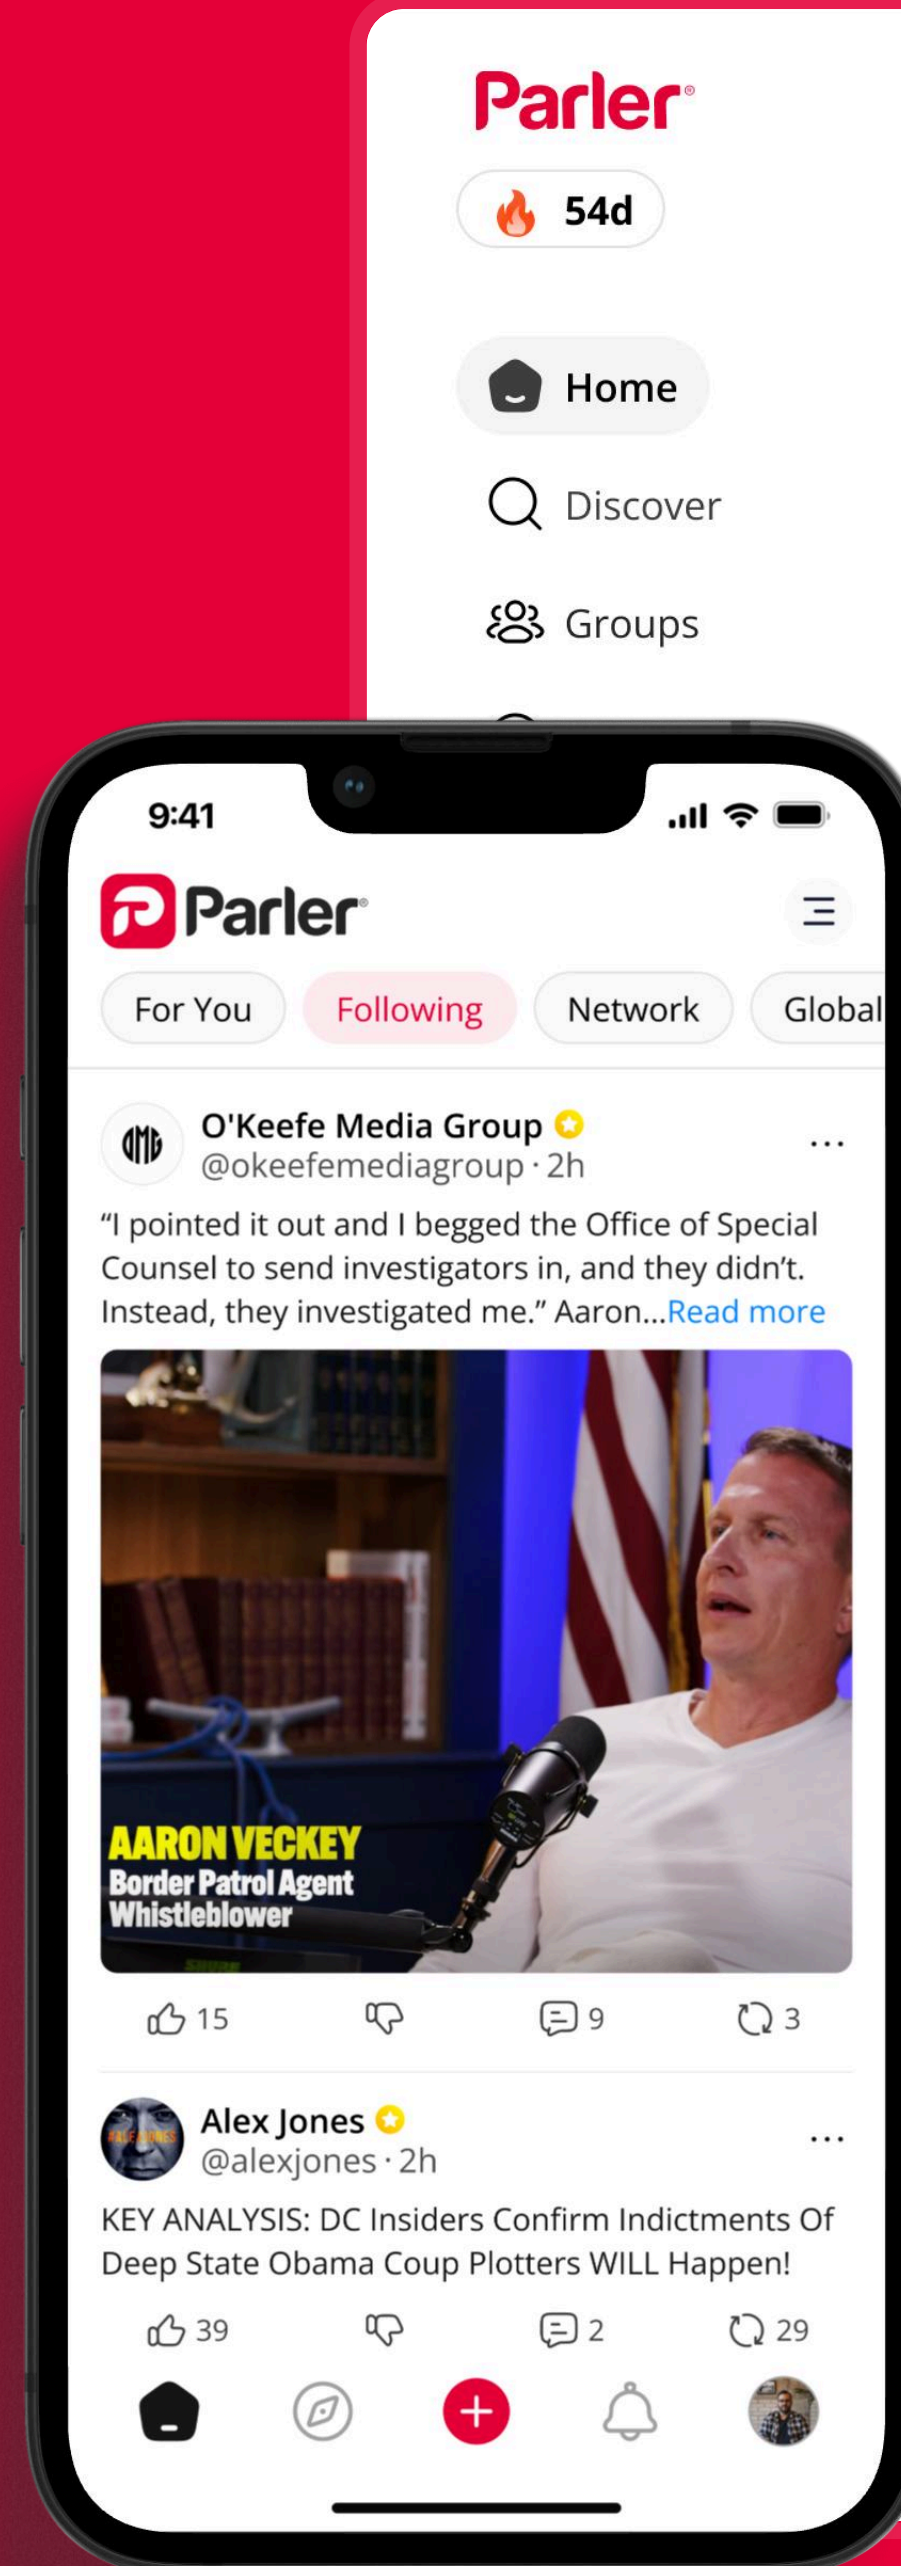 Parler®
54d
Home
Discover
Groups
9:41
Parler®
For You
Following
Network
Global
OMG
O'Keefe Media Group
@okeefemediagroup · 2h
...
“I pointed it out and I begged the Office of Special
Counsel to send investigators in, and they didn’t.
Instead, they investigated me.” Aaron...Read more
AARON VECKEY
Border Patrol Agent
Whistleblower
SHURE
15
9
3
#ALEXJONES
Alex Jones
@alexjones · 2h
...
KEY ANALYSIS: DC Insiders Confirm Indictments Of
Deep State Obama Coup Plotters WILL Happen!
39
2
29